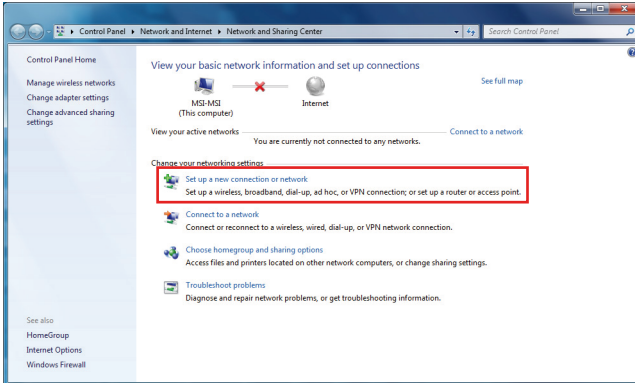 Control Panel ▸ Network and Internet ▸ Network and Sharing Center
Search Control Panel
Control Panel Home
Manage wireless networks
Change adapter settings
Change advanced sharing
settings
See also
HomeGroup
Internet Options
Windows Firewall
View your basic network information and set up connections
See full map
MSI-MSI
(This computer)
Internet
View your active networks
Connect to a network
You are currently not connected to any networks.
Change your networking settings
Set up a new connection or network
Set up a wireless, broadband, dial-up, ad hoc, or VPN connection; or set up a router or access point.
Connect to a network
Connect or reconnect to a wireless, wired, dial-up, or VPN network connection.
Choose homegroup and sharing options
Access files and printers located on other network computers, or change sharing settings.
Troubleshoot problems
Diagnose and repair network problems, or get troubleshooting information.